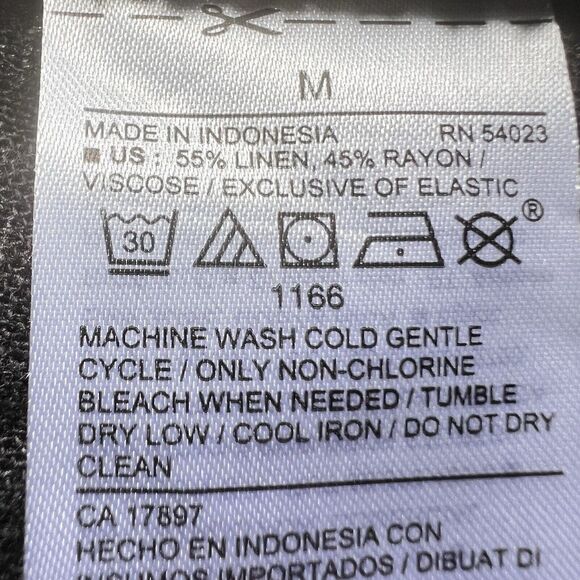 M
MADE IN INDONESIA RN 54023
US : 55% LINEN, 45% RAYON /
VISCOSE / EXCLUSIVE OF ELASTIC
30 ®
1166
MACHINE WASH COLD GENTLE
CYCLE / ONLY NON-CHLORINE
BLEACH WHEN NEEDED / TUMBLE
DRY LOW / COOL IRON / DO NOT DRY
CLEAN
CA 17897
HECHO EN INDONESIA CON
INSUMOS IMPORTADOS / DIBUAT DI